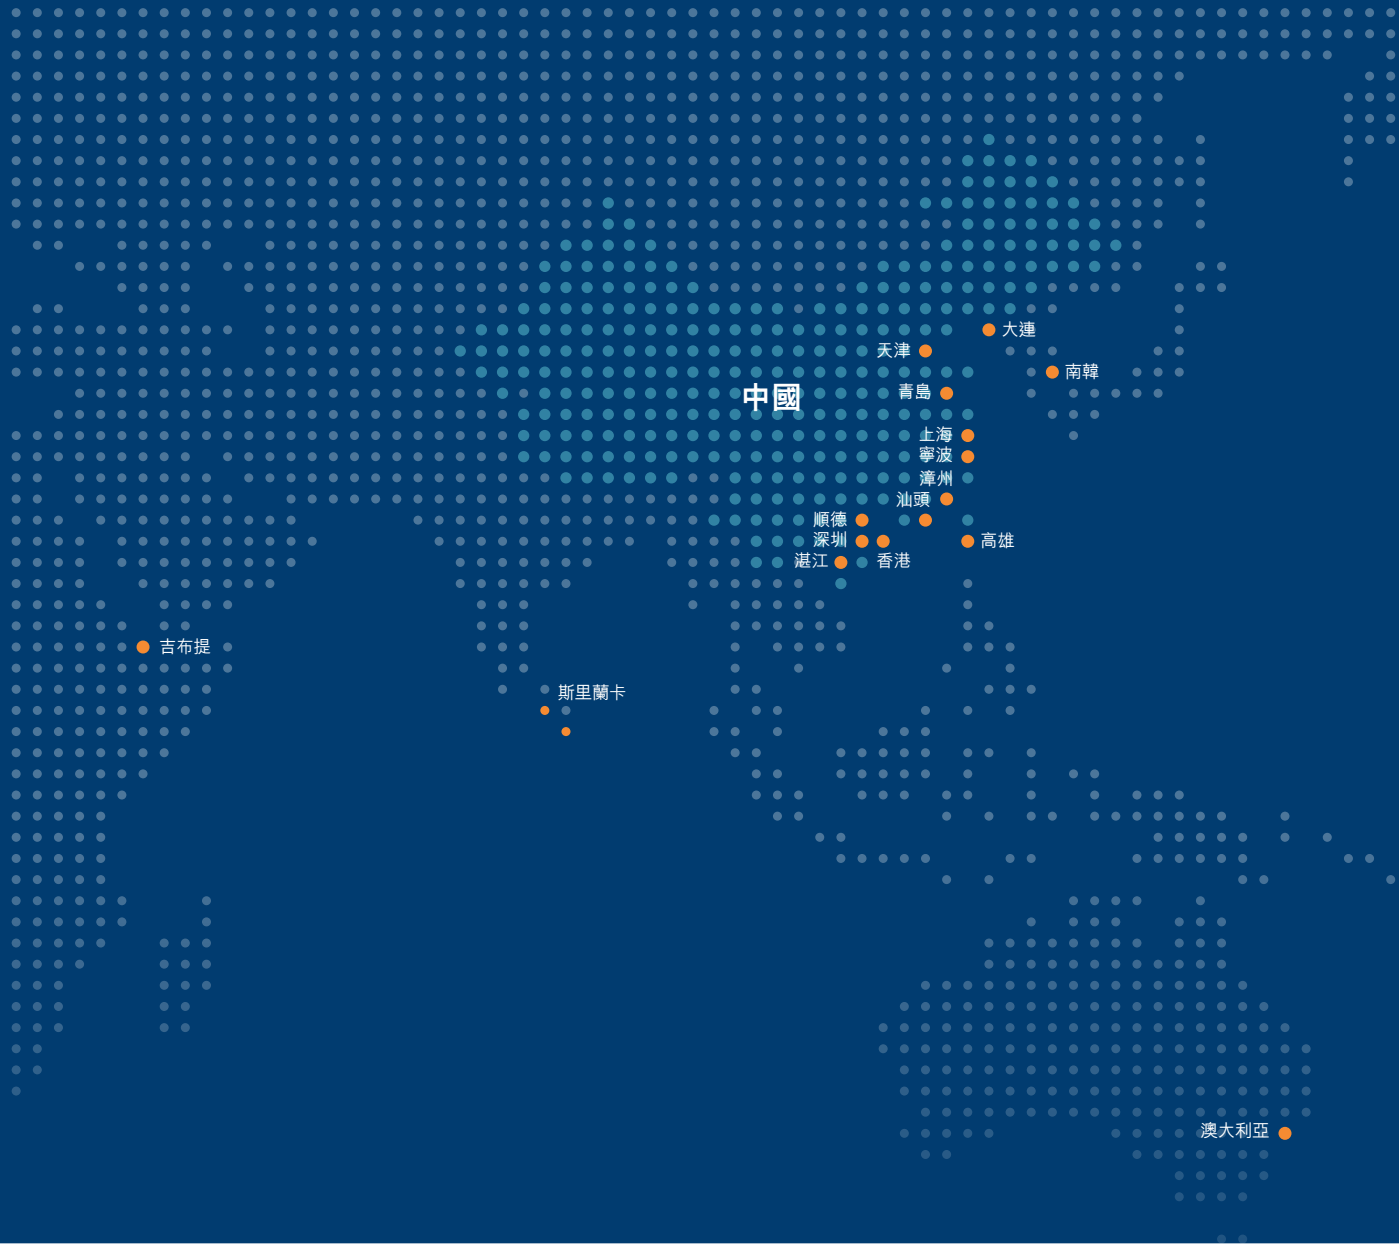 大連
天津
南韓
中國
青島
上海
寧波
漳州
汕頭
順德
深圳
高雄
湛江
香港
吉布提
斯里蘭卡
澳大利亞